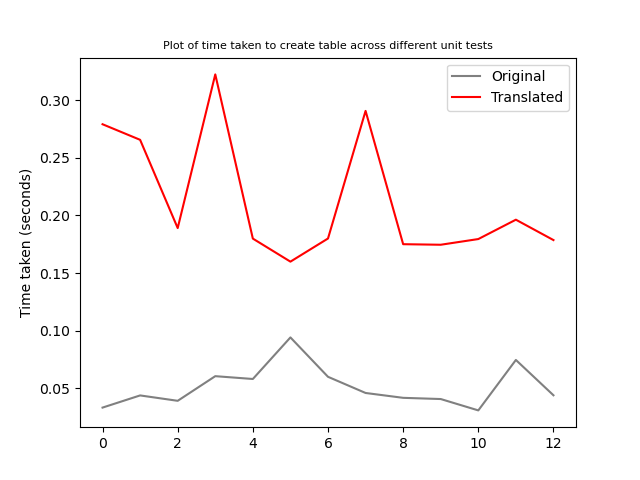 Plot of time taken to create table across different unit tests
Original
Translated
0.30
0.25
0.20
0.15
0.10
0.05
Time taken (seconds)
0 2 4 6 8 10 12